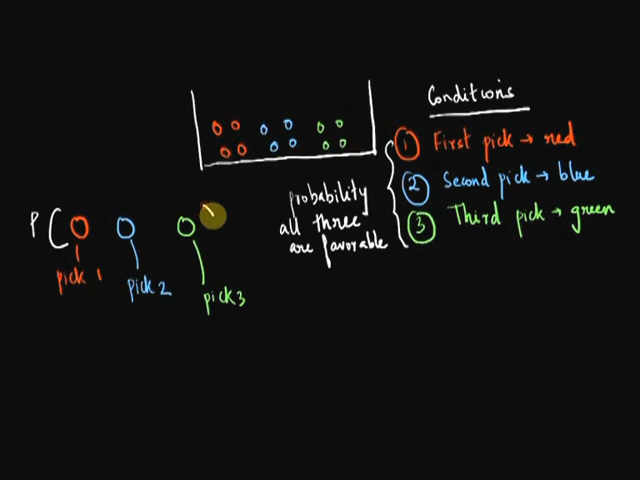 Conditions
1 First pick → red
2 Second pick → blue
3 Third pick → green
probability
all three
are favorable
P (
pick 1
pick 2
pick 3